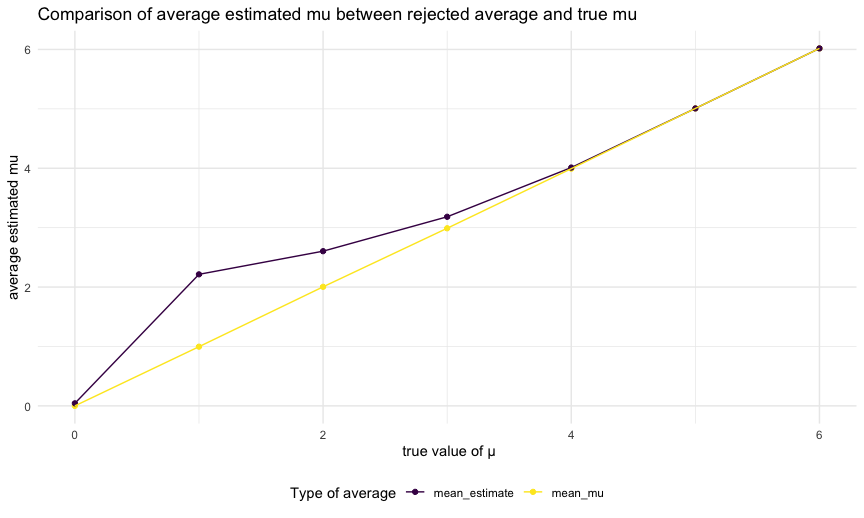 Comparison of average estimated mu between rejected average and true mu
average estimated mu
6
4
2
0
0 2 4 6
true value of μ
Type of average mean_estimate mean_mu